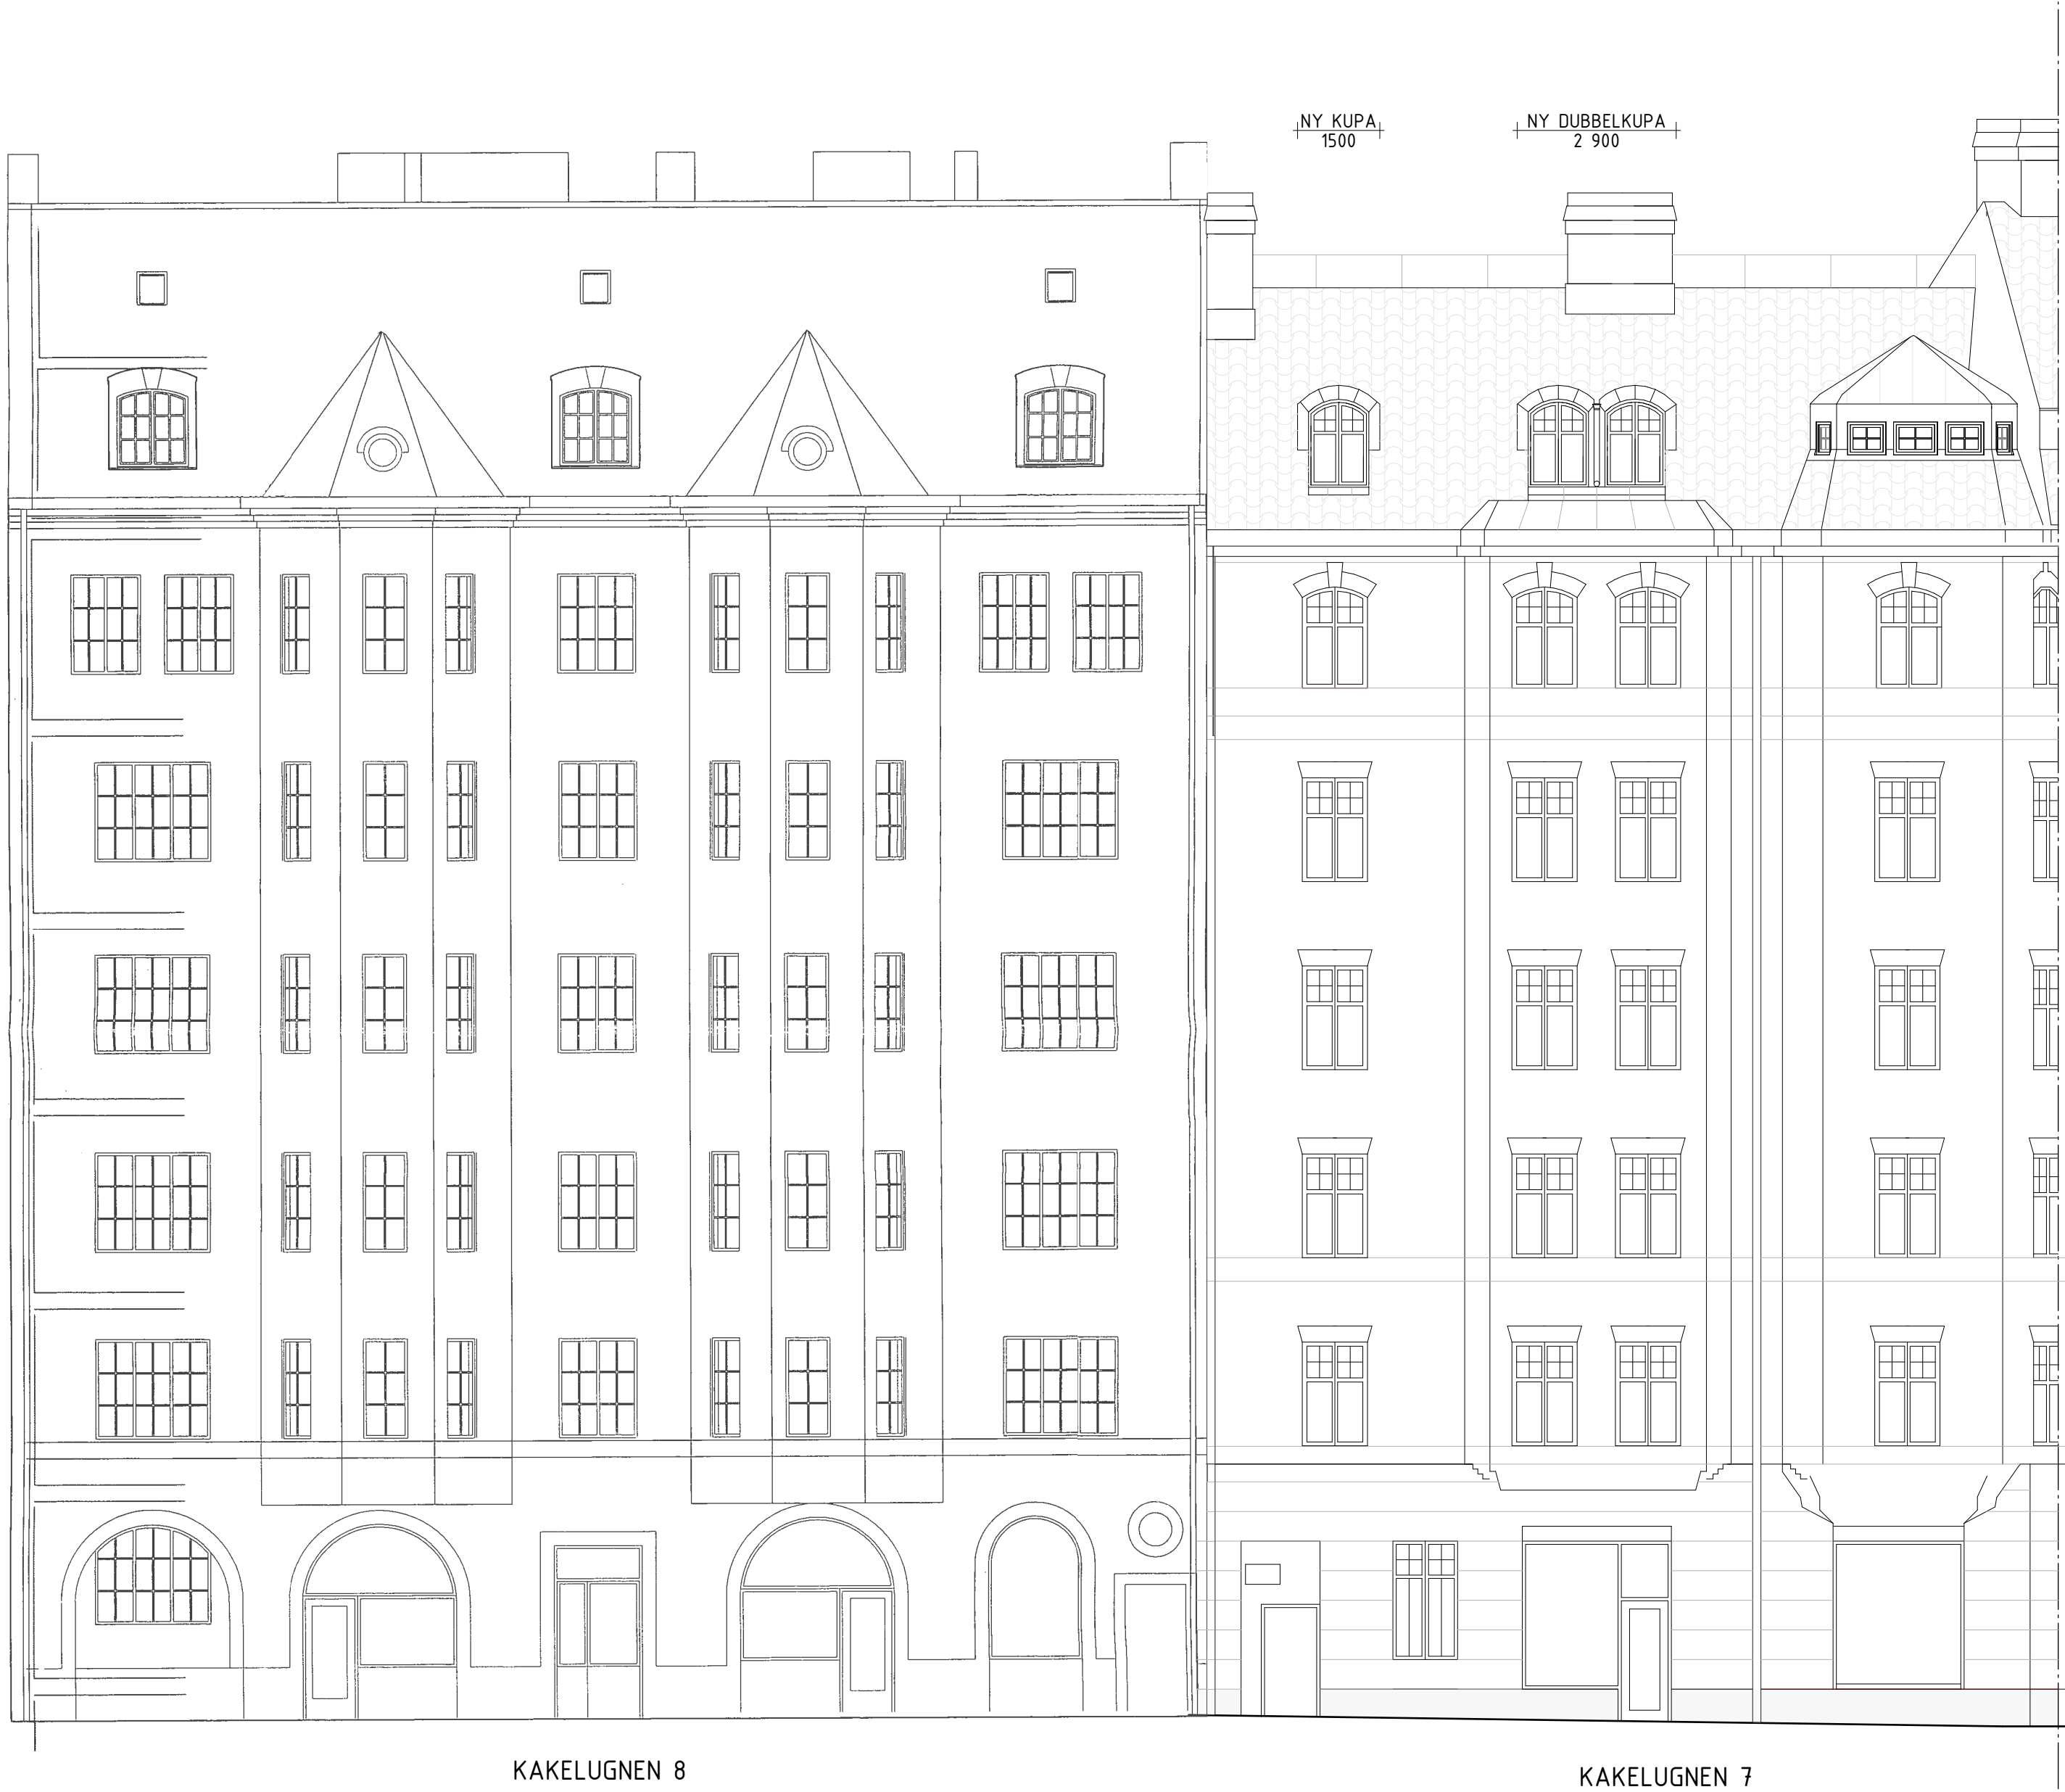 NY KUPA
1500
NY DUBBELKUPA
2 900
KAKELUGNEN 8
KAKELUGNEN 7